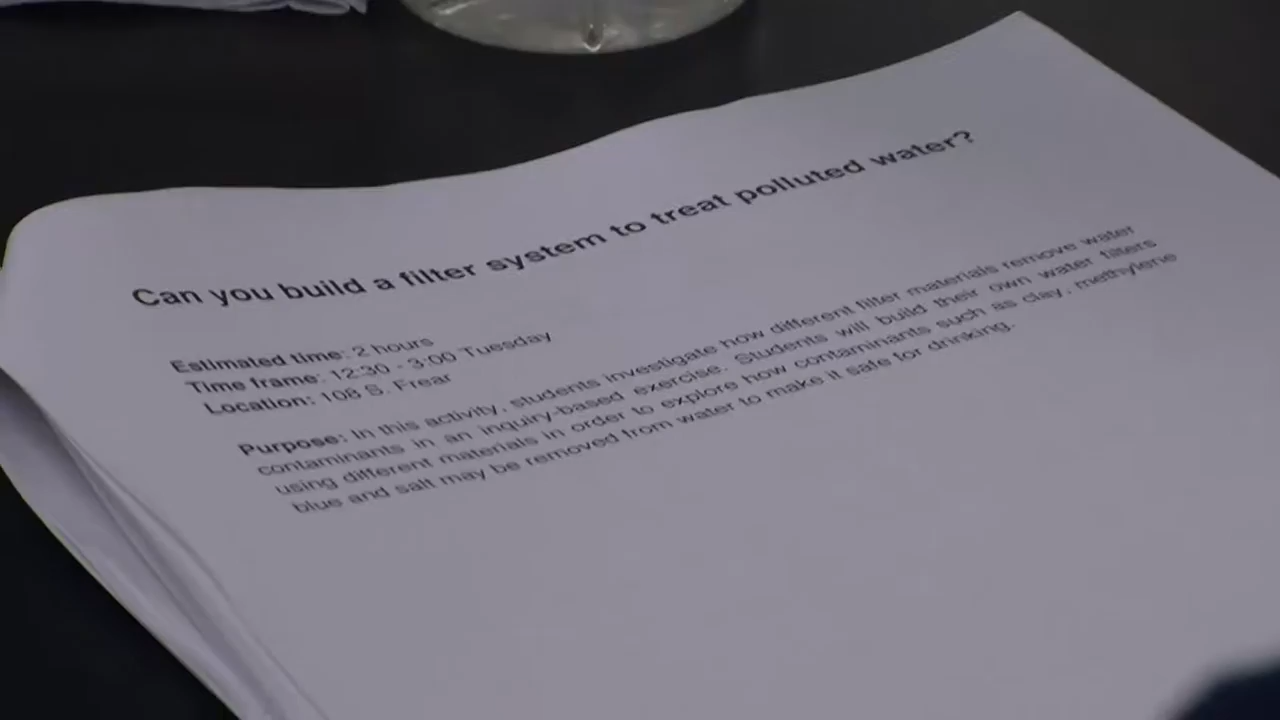 Can you build a filter system to treat polluted water?
Estimated time: 2 hours
Time frame: 12:30 - 3:00 Tuesday
Location: 108 S. Frear
Purpose: In this activity, students investigate how different filter materials remove water
contaminants in an inquiry-based exercise. Students will build their own water filters
using different materials in order to explore how contaminants such as clay, methylene
blue and salt may be removed from water to make it safe for drinking.